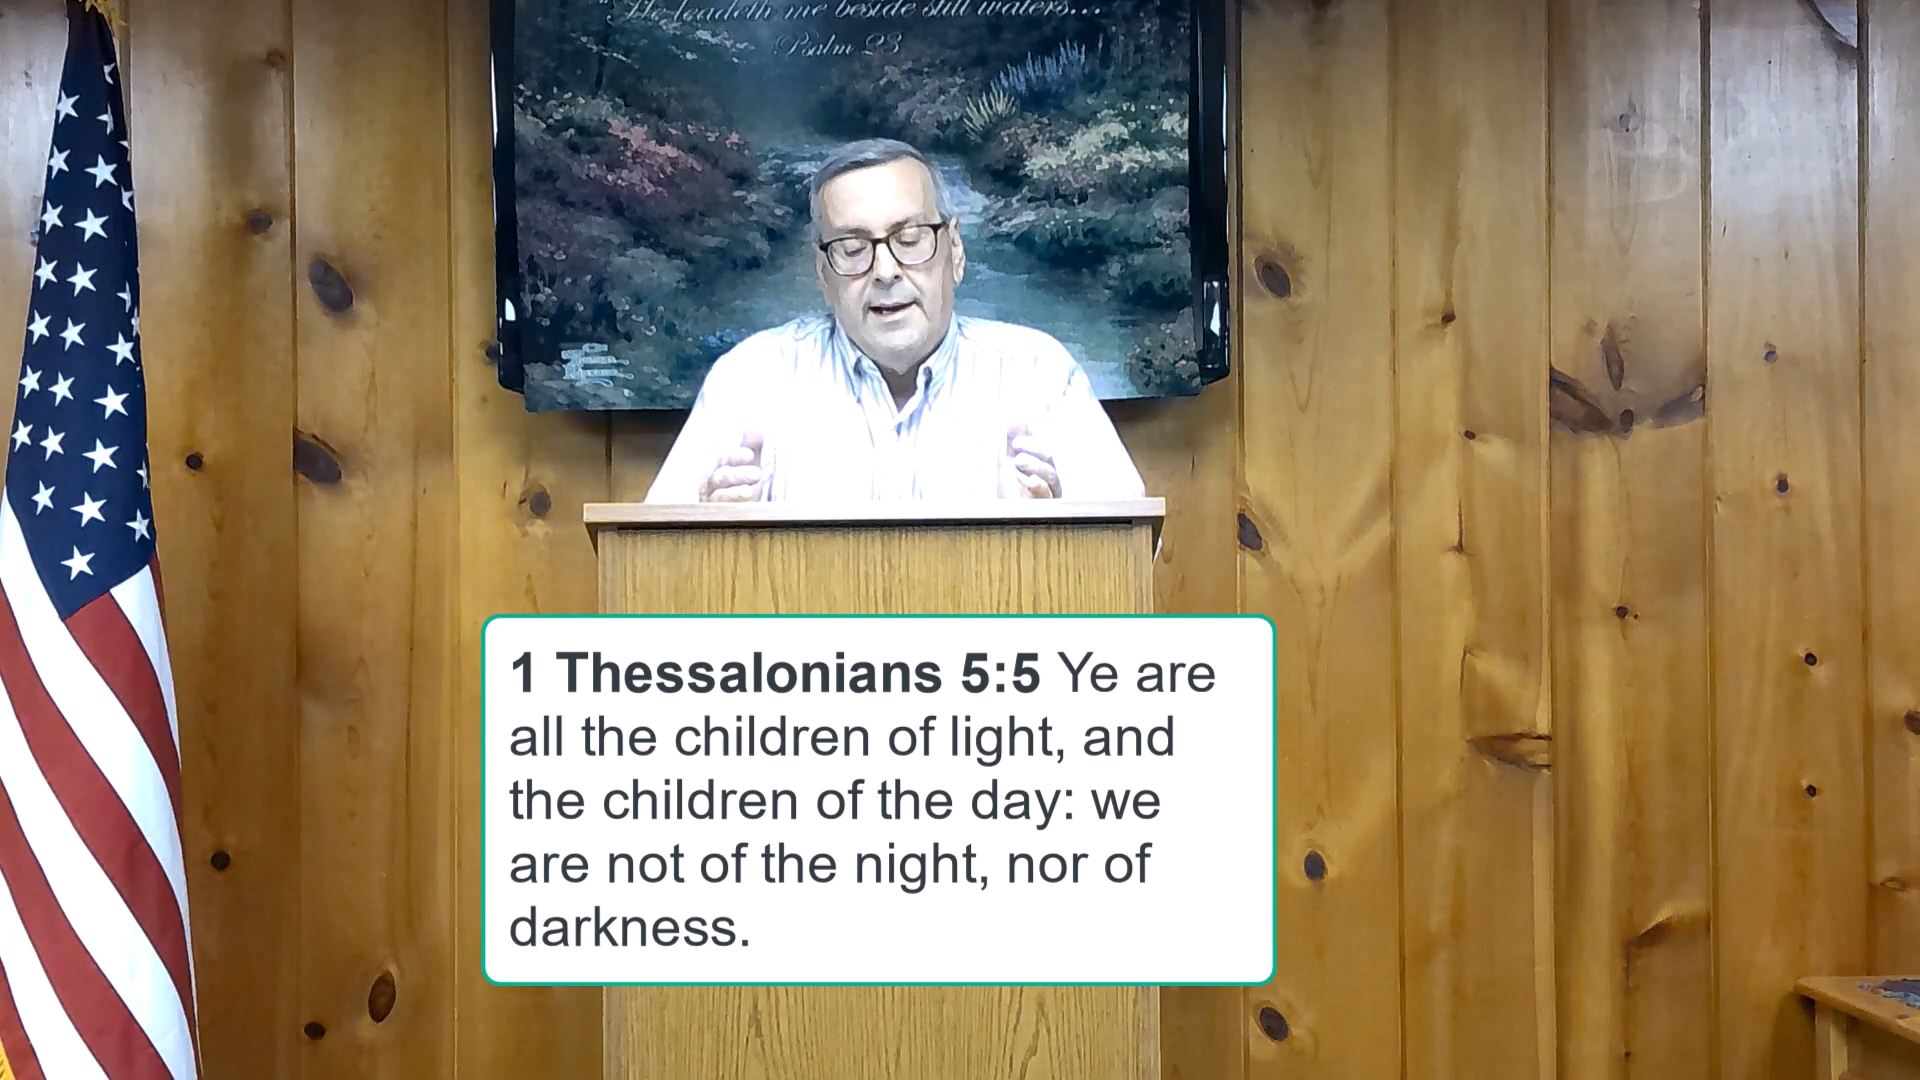 "He leadeth me beside still waters...
Psalm 23
1 Thessalonians 5:5 Ye are
all the children of light, and
the children of the day: we
are not of the night, nor of
darkness.